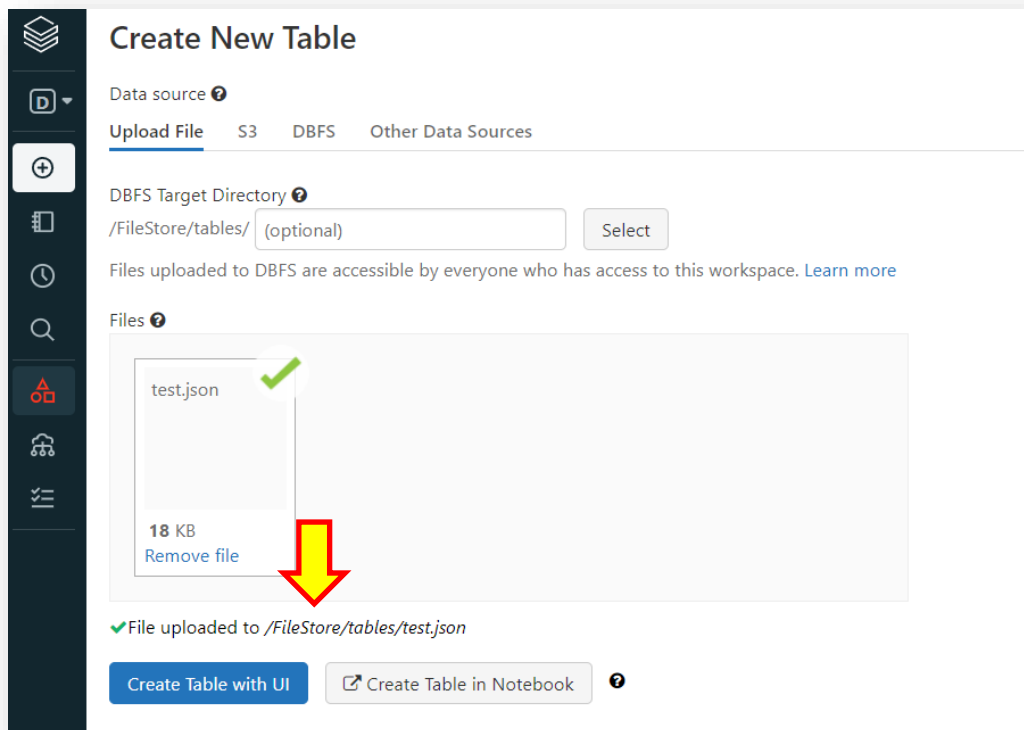 Create New Table
D
Data source
Upload File S3 DBFS Other Data Sources
DBFS Target Directory
/FileStore/tables/ (optional) Select
Files uploaded to DBFS are accessible by everyone who has access to this workspace. Learn more
Files
test.json
18 KB
Remove file
File uploaded to /FileStore/tables/test.json
Create Table with UI Create Table in Notebook